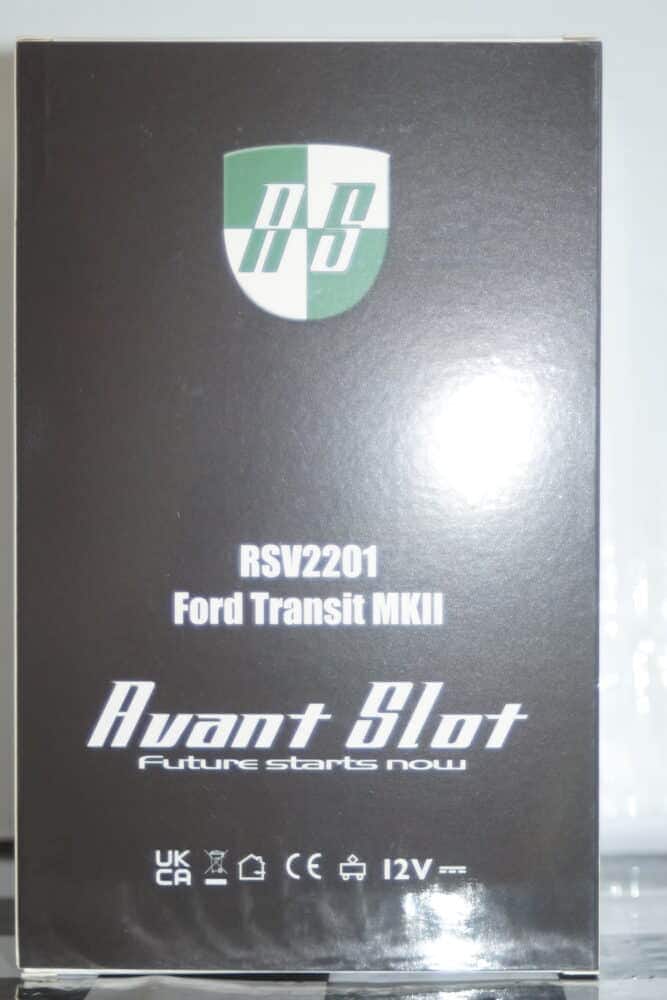 RS
RSV2201
Ford Transit MKII
Avant Slot
Future starts now
UK
CA
CE
12V